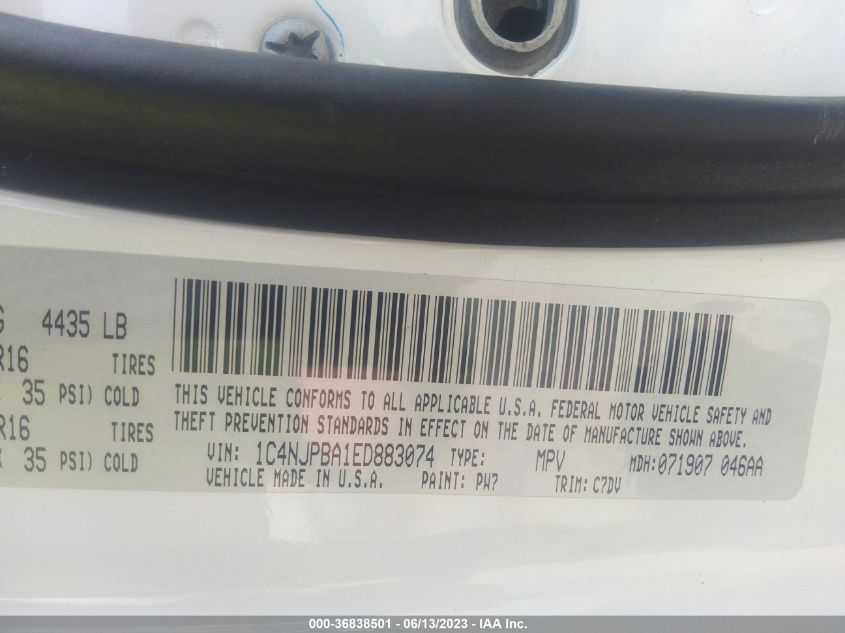 G 4435 LB
R16 TIRES
35 PSI) COLD
R16 TIRES
35 PSI) COLD
THIS VEHICLE CONFORMS TO ALL APPLICABLE U.S.A. FEDERAL MOTOR VEHICLE SAFETY AND
THEFT PREVENTION STANDARDS IN EFFECT ON THE DATE OF MANUFACTURE SHOWN ABOVE.
VIN: 1C4NJPBA1ED883074 TYPE: MPV MDH:071907 046AA
VEHICLE MADE IN U.S.A. PAINT: PW7 TRIM: C7DV
000-36838501 - 06/13/2023 - IAA Inc.